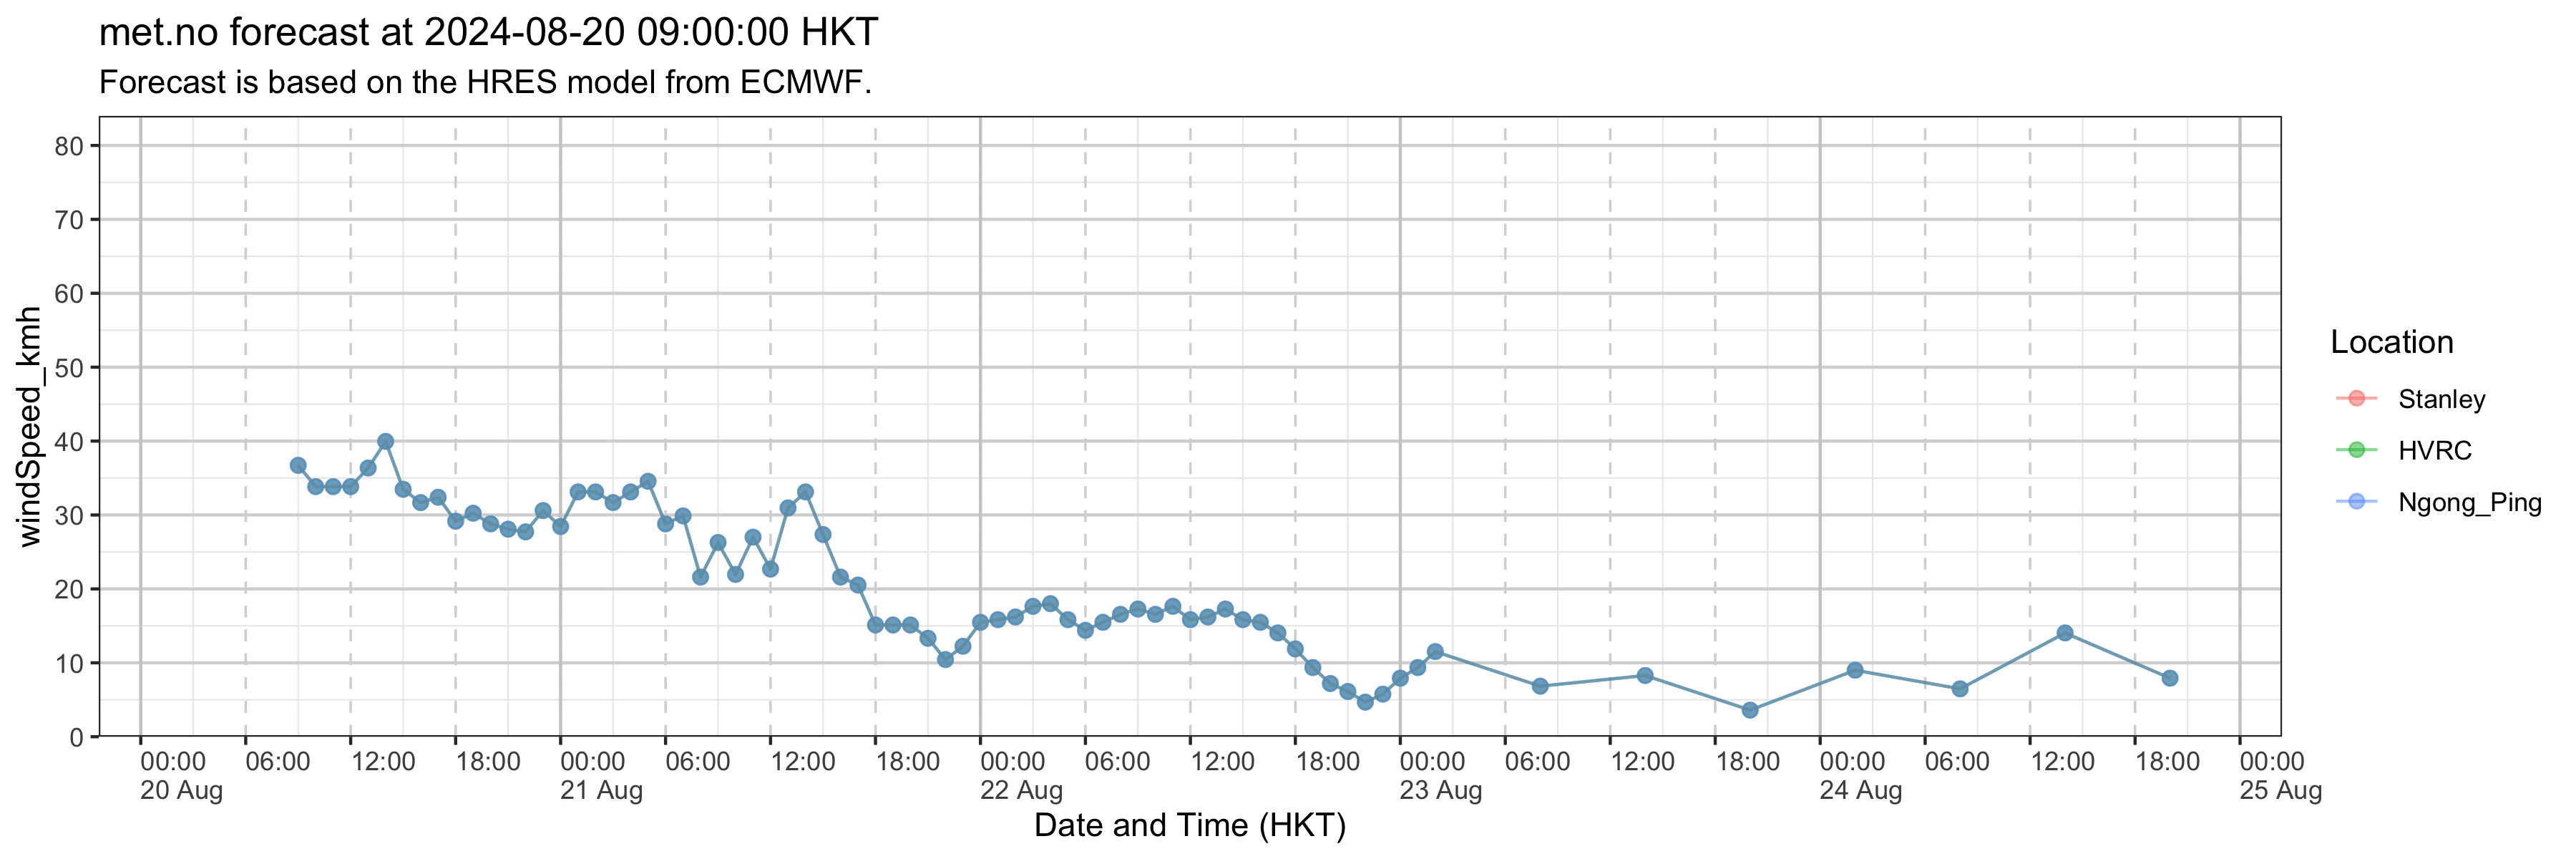 met.no forecast at 2024-08-20 09:00:00 HKT
Forecast is based on the HRES model from ECMWF.
windSpeed_kmh
80
70
60
50
40
30
20
10
0
00:00 06:00 12:00 18:00 00:00 06:00 12:00 18:00 00:00 06:00 12:00 18:00 00:00 06:00 12:00 18:00 00:00 06:00 12:00 18:00 00:00
20 Aug 21 Aug 22 Aug 23 Aug 24 Aug 25 Aug
Date and Time (HKT)
Location
Stanley
HVRC
Ngong_Ping